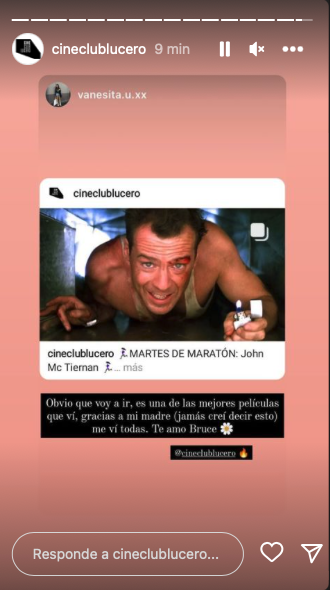 cineclublucero 9 min
vanesita.u.xx
cineclublucero
cineclublucero 🏃‍♀️MARTES DE MARATÓN: John
Mc Tiernan 🏃‍♀️... más
Obvio que voy a ir, es una de las mejores películas
que ví, gracias a mi madre (jamás creí decir esto)
me ví todas. Te amo Bruce 🌼
@cineclublucero 🔥
Responde a cineclublucero...